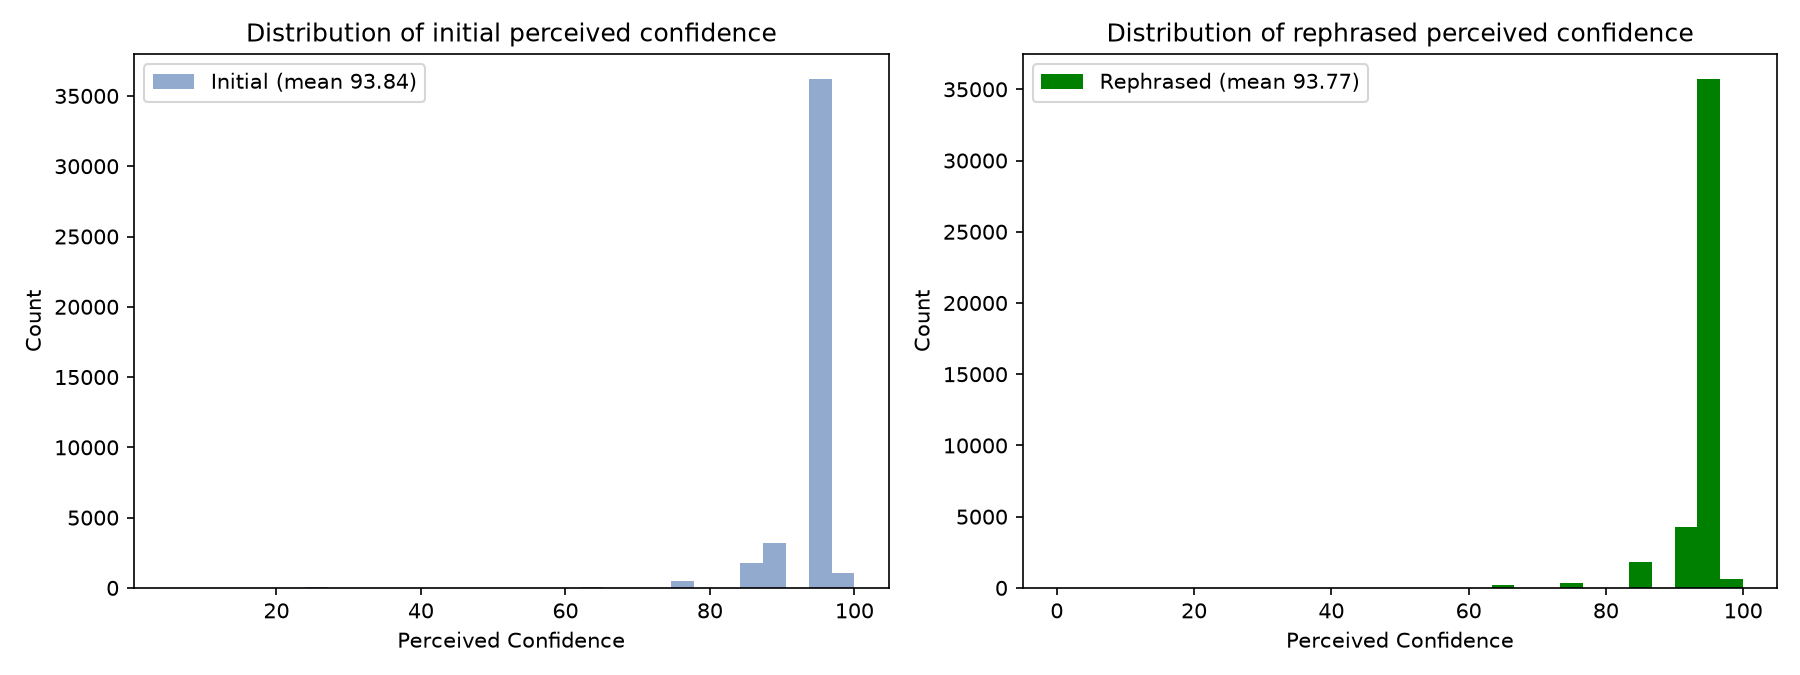 Distribution of initial perceived confidence
Initial (mean 93.84)
35000
30000
25000
20000
15000
10000
5000
0
Count
20 40 60 80 100
Perceived Confidence
Distribution of rephrased perceived confidence
Rephrased (mean 93.77)
35000
30000
25000
20000
15000
10000
5000
0
Count
0 20 40 60 80 100
Perceived Confidence